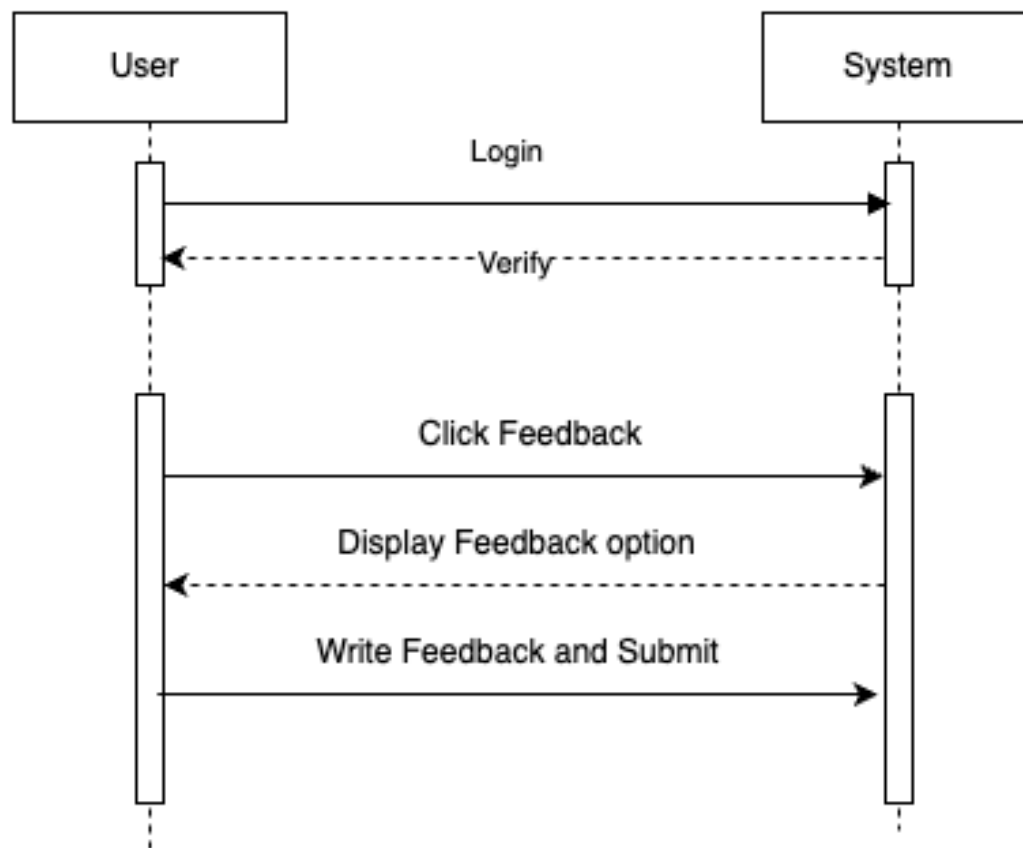 User
System
Login
Verify
Click Feedback
Display Feedback option
Write Feedback and Submit